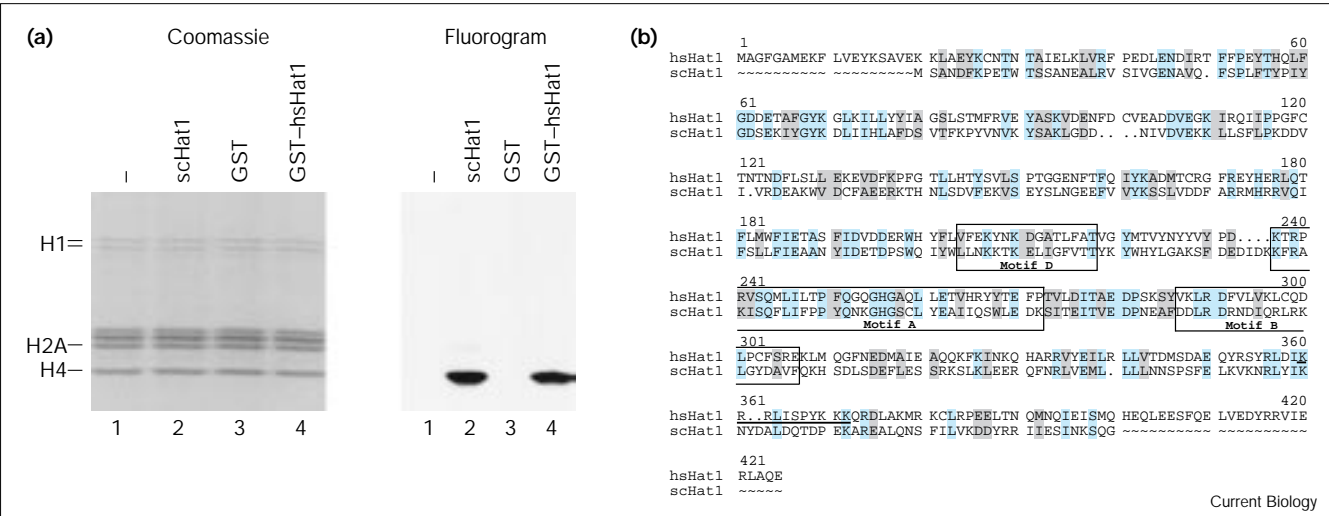 (a)
Coomassie
Fluorogram
–
scHat1
GST
GST–hsHat1
–
scHat1
GST
GST–hsHat1
H1
H2A
H4
1 2 3 4
1 2 3 4
(b)
1 60
hsHat1 MAGFGAMEKF LVEYKSAVEK KLAEYKCNTN TAIELKLVRF PEDLENDIRT FFPEYTHQLF
scHat1 ~~~~~~~~~~ ~~~~~~~~~M SANDFKPETW TSSANEALRV SIVGENAVQ. FSPLFTYPIY
61 120
hsHat1 GDDETAFGYK GLKILLYYIA GSLSTMFRVE YASKVDENFD CVEADDVEGK IRQIIPPGFC
scHat1 GDSEKIYGYK DLIIHLAFDS VTFKPYVNVK YSAKLGDD.. .NIVDVEKK LLSFLPKDDV
121 180
hsHat1 TNTNDFLSLL EKEVDFKPFG TLLHTYSVLS PTGGENFTFQ IYKADMTCRG FREYHERLQT
scHat1 I.VRDEAKWV DCFAEERKTH NLSDVFEKVS EYSLNGEEFV VYKSSLVDDF ARRMHRRVQI
181 240
hsHat1 FLMWFIETAS FIDVDDERWH YFLVFEKYNK DGATLFATVG YMTVYNYYVY PD....KTRP
scHat1 FSLLFIEAAN YIDETDPSWQ IYWLLNKKTK ELIGFVTTYK YWHYLGAKSF DEDIDKKFRA
Motif D
241 300
hsHat1 RVSQMLILTP FQGQGHGAQL LETVHRYYTE FPTVLDITAE DPSKSYVKLR DFVLVKLCQD
scHat1 KISQFLIFPP YQNKGHGSCL YEAIIQSWLE DKSITEITVE DPNEAFDDLR DRNDIQRLRK
Motif A Motif B
301 360
hsHat1 LPCFSREKLM QGFNEDMAIE AQQKFKINKQ HARRVYEILR LLVTDMSDAE QYRSYRLDIK
scHat1 LGYDAVFQKH SDLSDEFLES SRKSLKLEER QFNRLVEML. LLLNNSPSFE LKVKNRLYIK
361 420
hsHat1 R..RLISPYK KKQRDLAKMR KCLRPEELTN QMNQIEISMQ HEQLEESFQE LVEDYRRVIE
scHat1 NYDALDQTDP EKAREALQNS FILVKDDYRR IIESINKSQG ~~~~~~~~~~ ~~~~~~~~~~
421
hsHat1 RLAQE
scHat1 ~~~~~
Current Biology